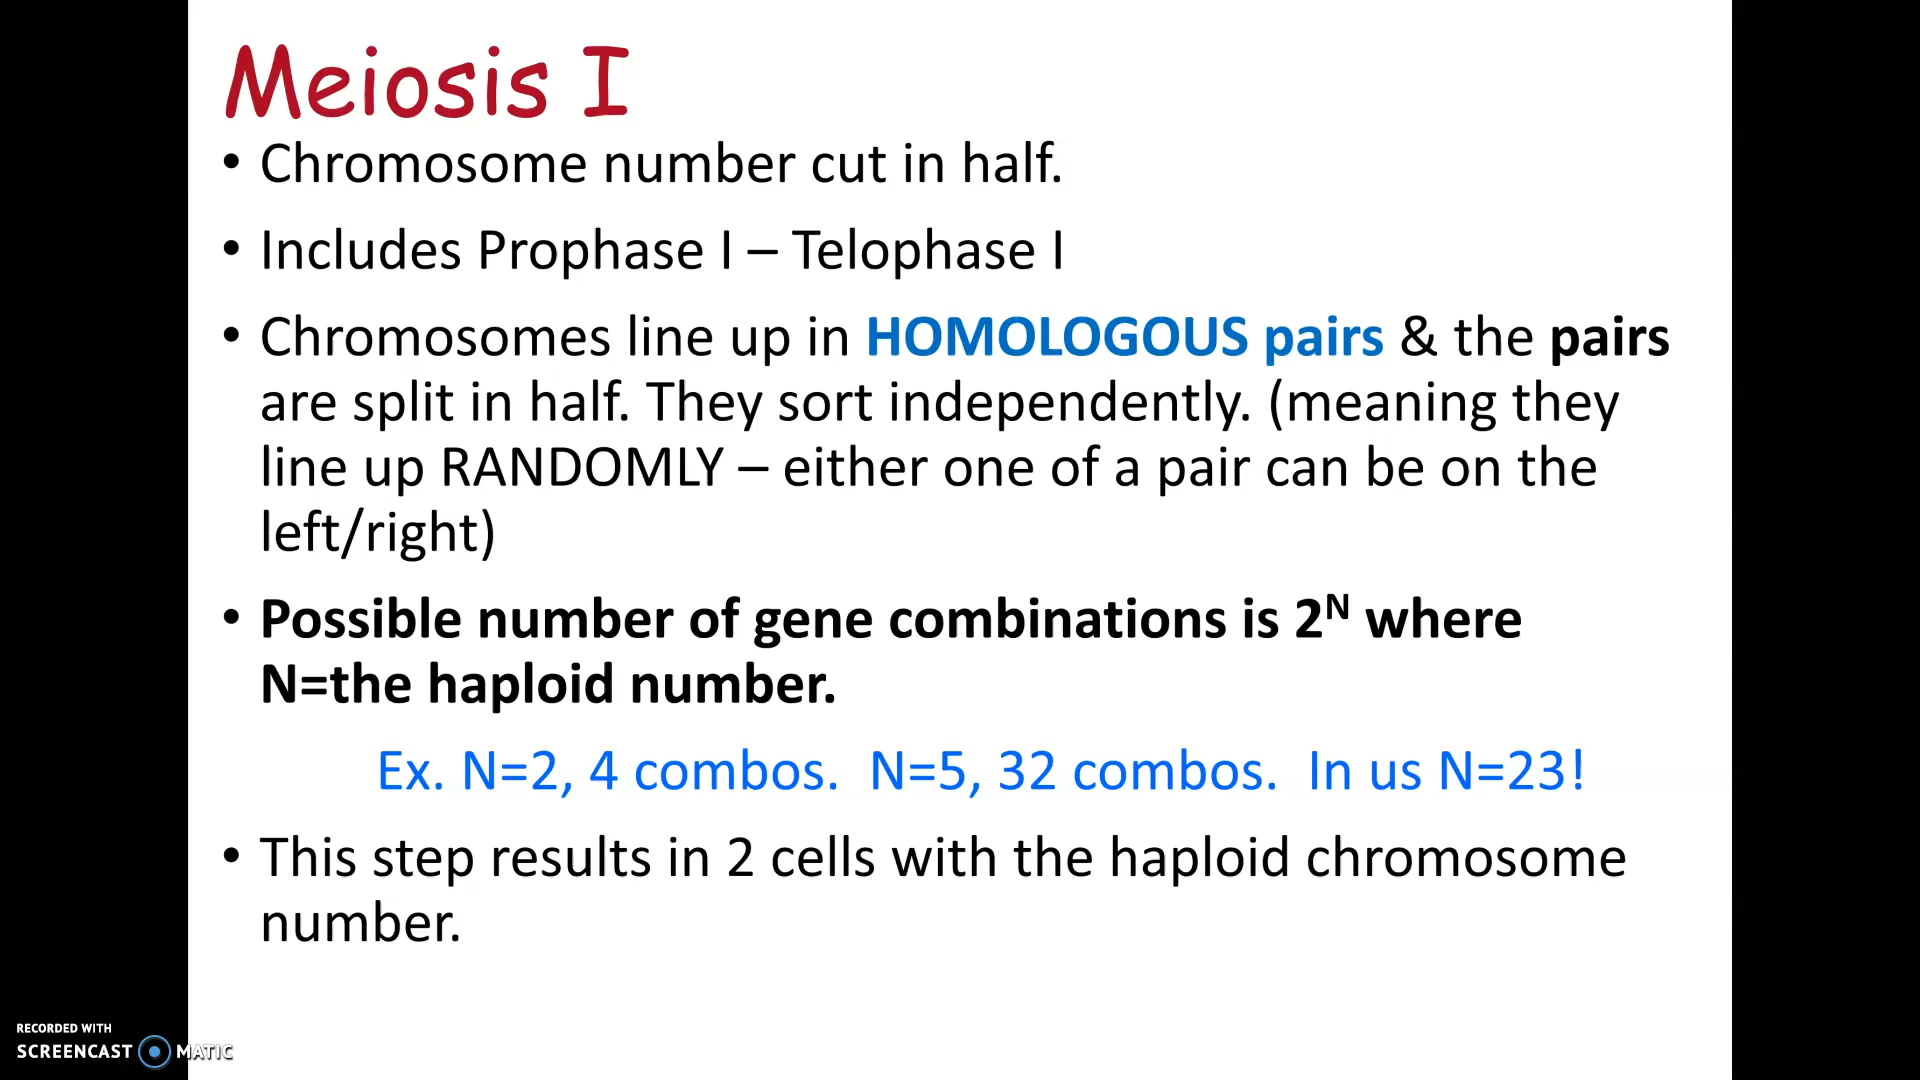 Meiosis I
• Chromosome number cut in half.
• Includes Prophase I – Telophase I
• Chromosomes line up in HOMOLOGOUS pairs & the pairs
are split in half. They sort independently. (meaning they
line up RANDOMLY – either one of a pair can be on the
left/right)
• Possible number of gene combinations is 2ᴺ where
N=the haploid number.
Ex. N=2, 4 combos. N=5, 32 combos. In us N=23!
• This step results in 2 cells with the haploid chromosome
number.
RECORDED WITH
SCREENCAST MATIC